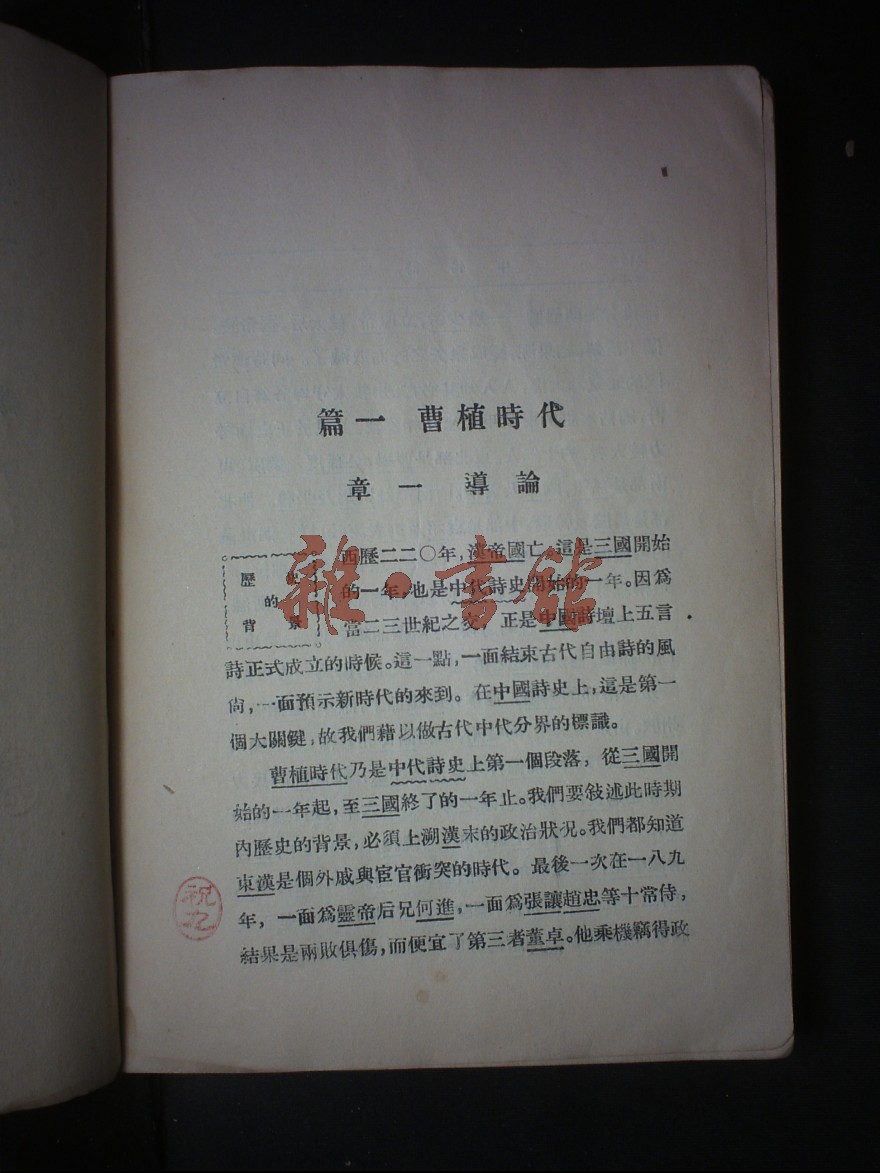 篇一 曹植時代
章一 導論
歷史
的
背景
西歷二二〇年，漢帝國亡。這是三國開始
的一年，也是中代詩史開始的一年。因爲
當二三世紀之交，正是中國詩壇上五言
詩正式成立的時候。這一點，一面結束古代自由詩的風
尙，一面預示新時代的來到。在中國詩史上，這是第一
個大關鍵，故我們藉以做古代中代分界的標識。
曹植時代乃是中代詩史上第一個段落，從三國開
始的一年起，至三國終了的一年止。我們要敍述此時期
內歷史的背景，必須上溯漢末的政治狀況。我們都知道
東漢是個外戚與宦官衝突的時代。最後一次在一八九
年，一面爲靈帝后兄何進，一面爲張讓趙忠等十常侍，
結果是兩敗俱傷，而便宜了第三者董卓。他乘機竊得政
雜·書館
祝九